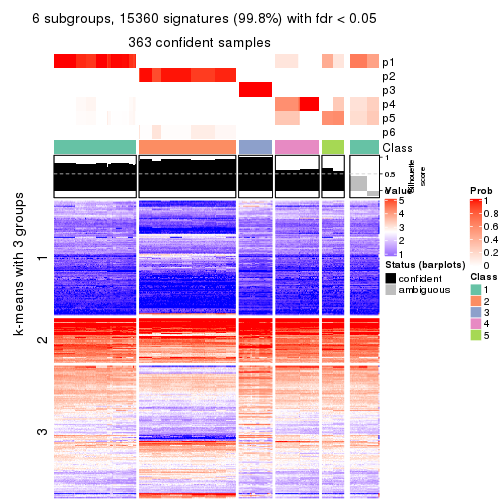 6 subgroups, 15360 signatures (99.8%) with fdr < 0.05
363 confident samples
p1
p2
p3
p4
p5
p6
Class
1
0.5
0
Silhouette
score
k-means with 3 groups
1
2
3
Value
5
4
3
2
1
Status (barplots)
confident
ambiguous
Prob
1
0.8
0.6
0.4
0.2
0
Class
1
2
3
4
5